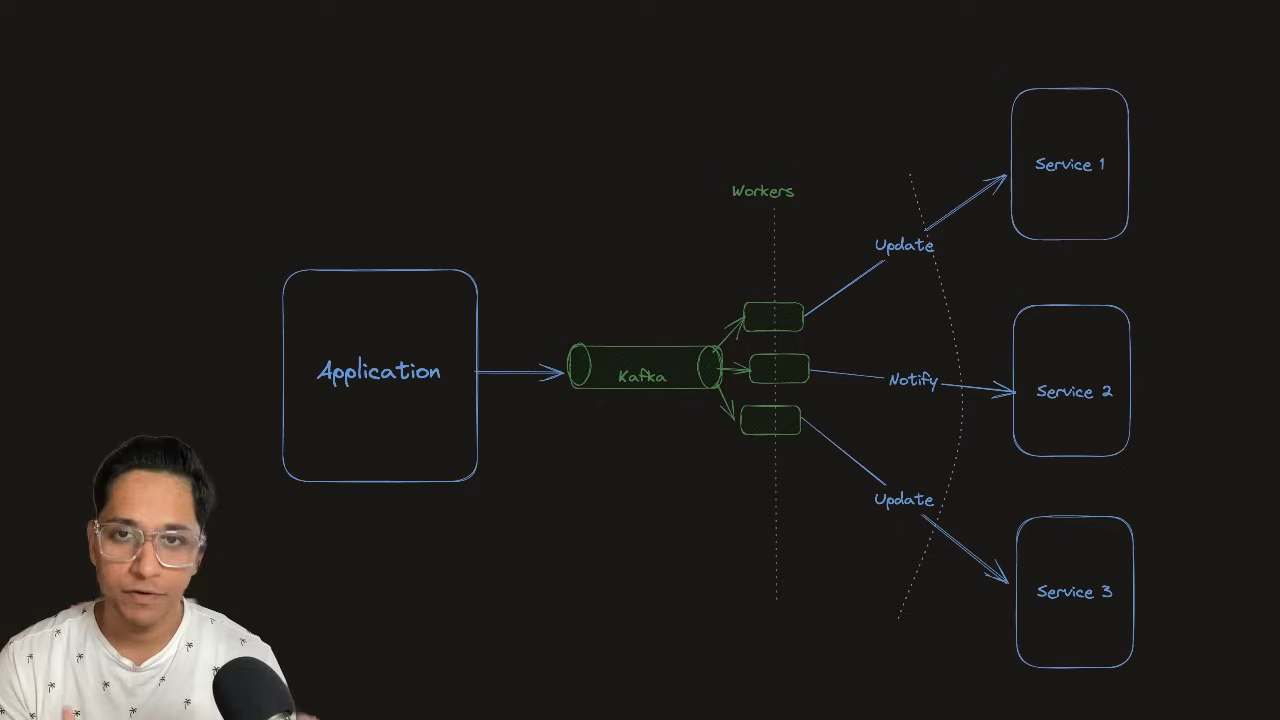 Workers
Service 1
Update
Application
Kafka
Notify
Service 2
Update
Service 3